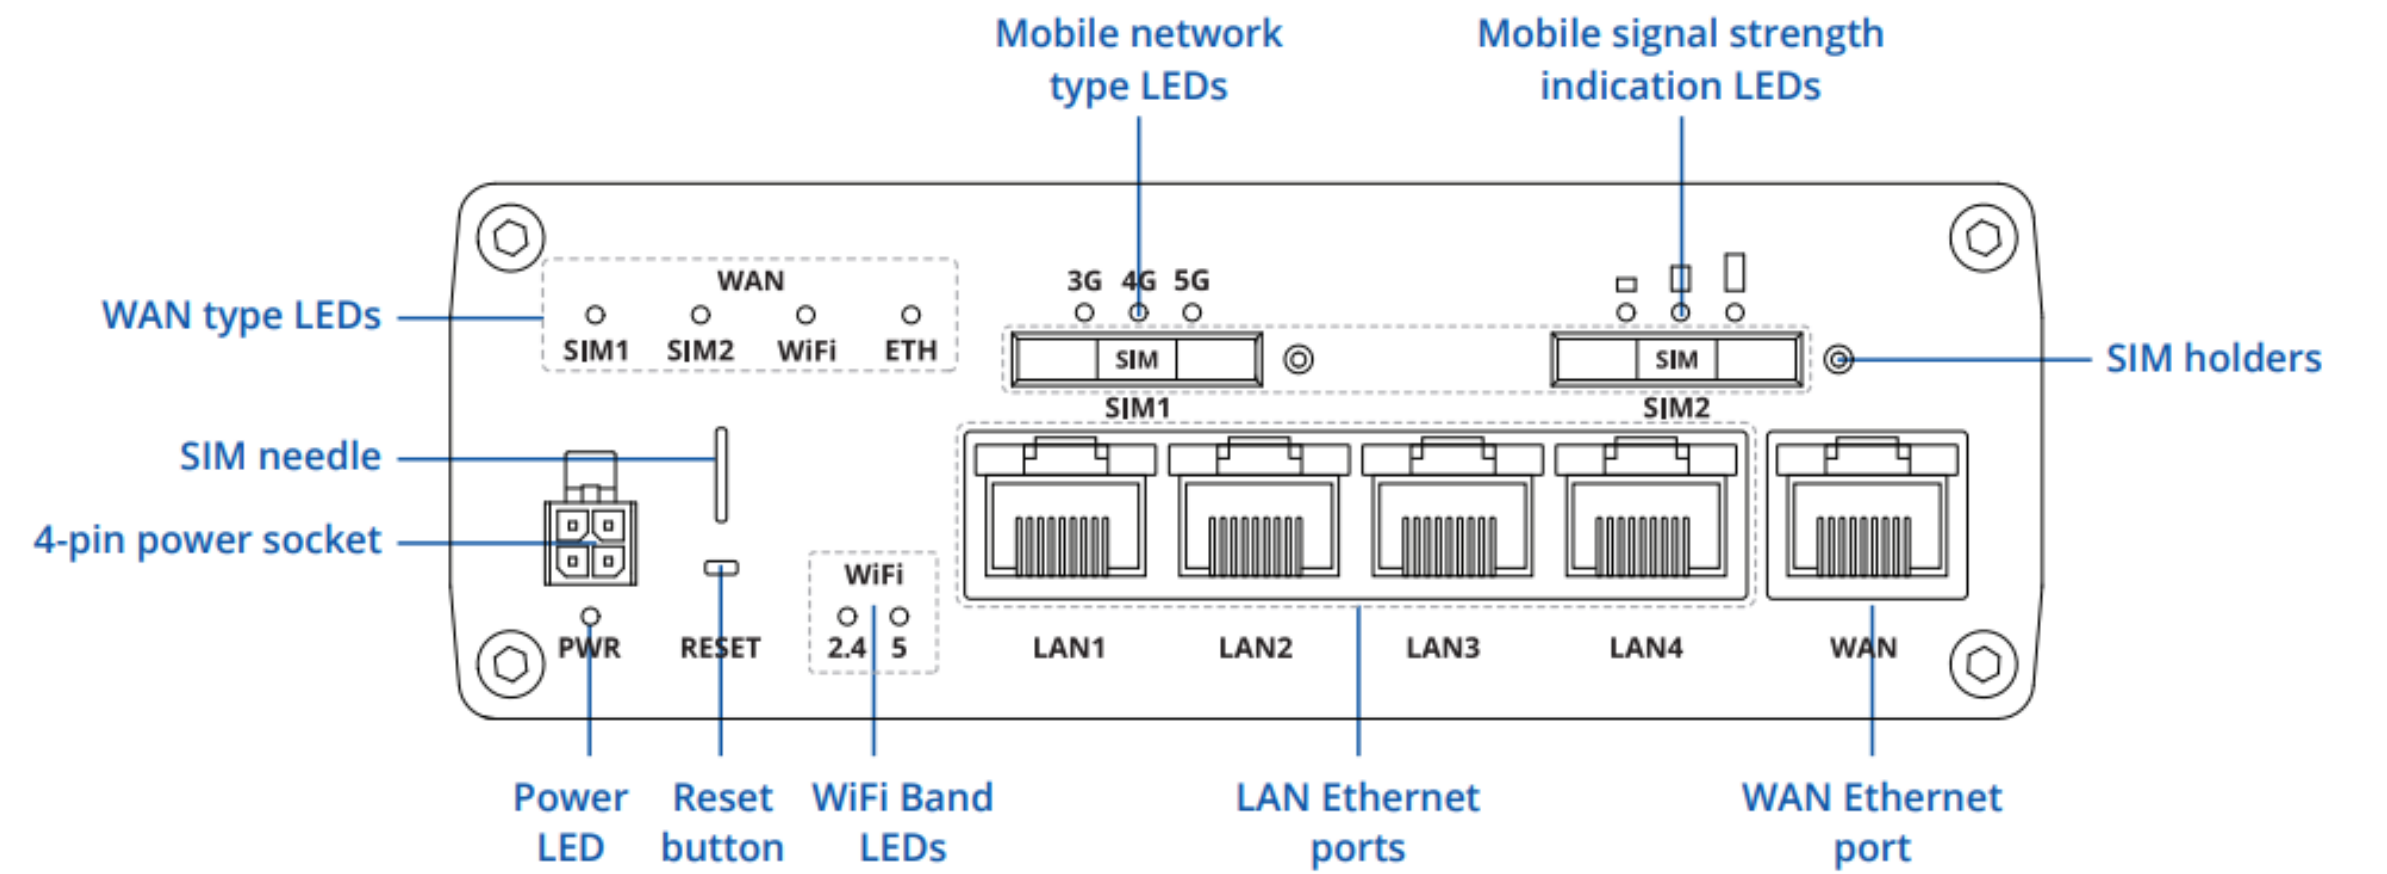 Mobile network
type LEDs
Mobile signal strength
indication LEDs
WAN type LEDs
WAN
SIM1 SIM2 WiFi ETH
3G 4G 5G
SIM
SIM
SIM holders
SIM1
SIM2
SIM needle
4-pin power socket
WiFi
2.4 5
PWR
RESET
LAN1
LAN2
LAN3
LAN4
WAN
Power
LED
Reset
button
WiFi Band
LEDs
LAN Ethernet
ports
WAN Ethernet
port